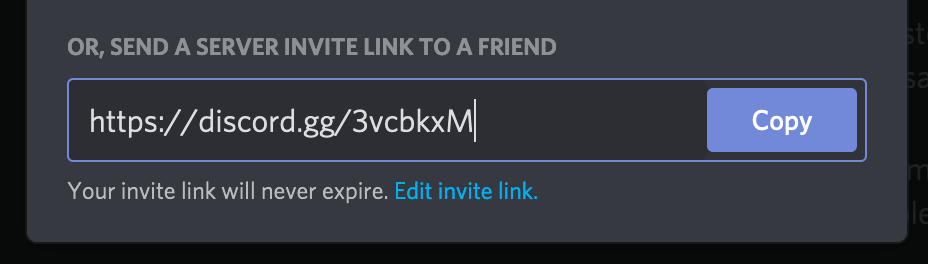 OR, SEND A SERVER INVITE LINK TO A FRIEND
https://discord.gg/3vcbkxM
Copy
Your invite link will never expire. Edit invite link.